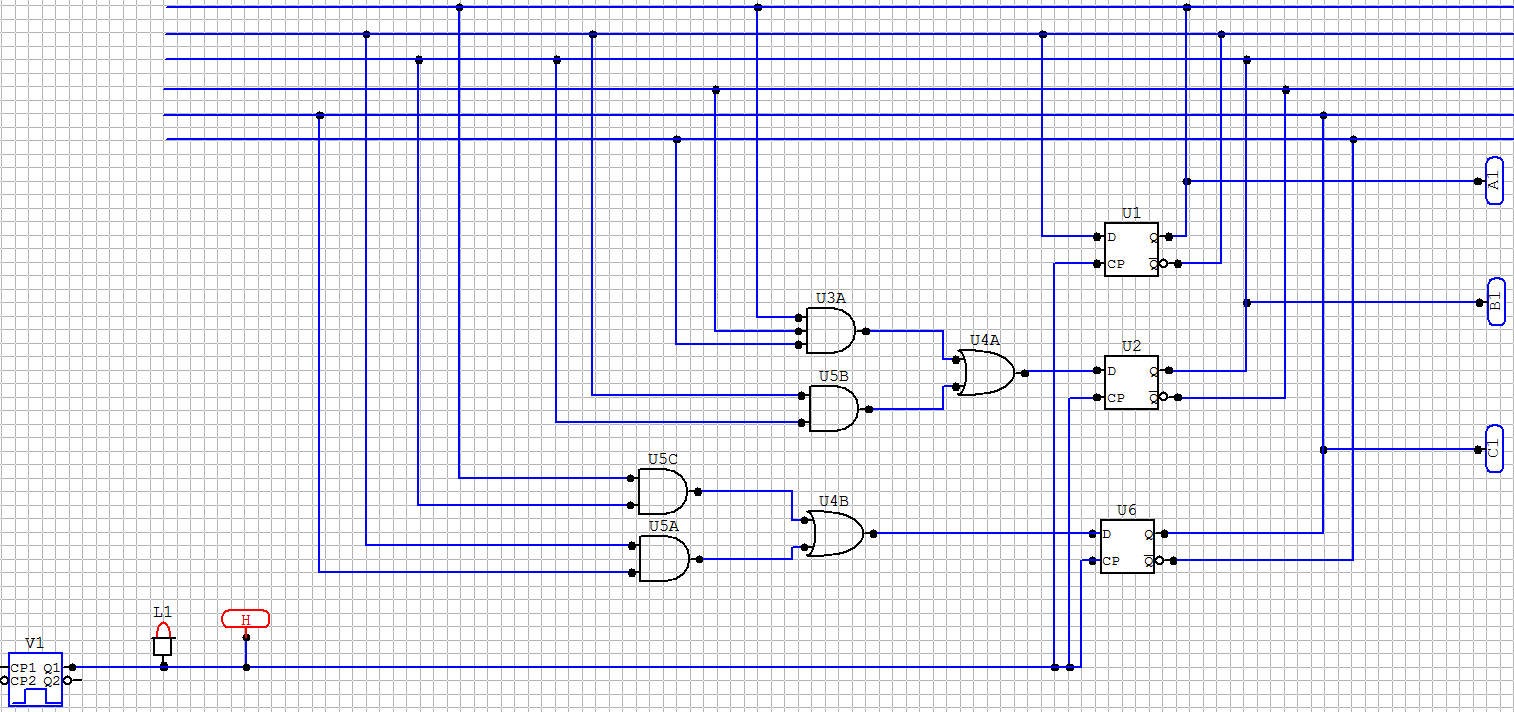 A1
U1
D Q
CP Q̅
B1
U3A
U4A
U2
D Q
CP Q̅
U5B
C1
U5C
U4B
U5A
U6
D Q
CP Q̅
L1
H
V1
CP1 Q1
CP2 Q2